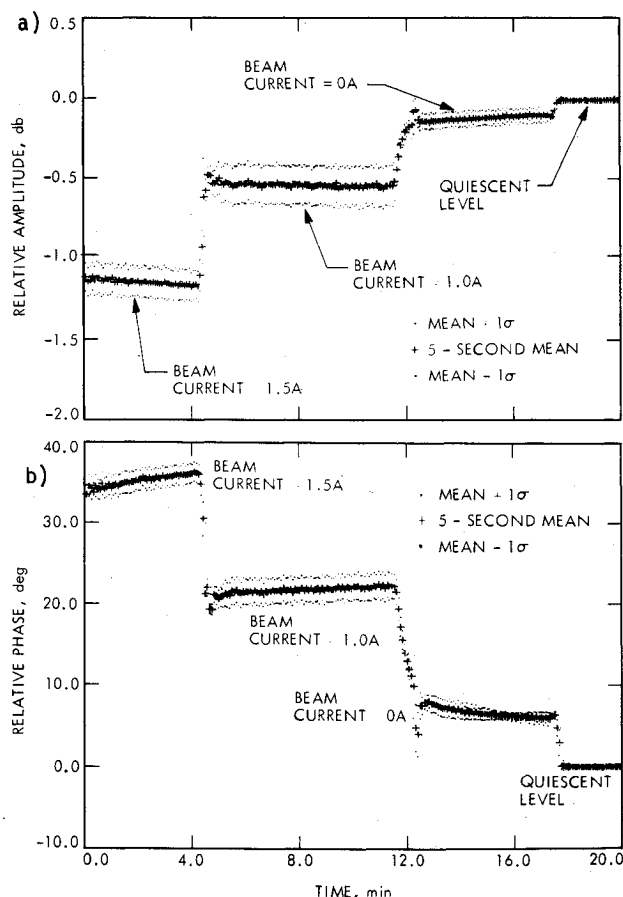 a)
0.5
0.0
-0.5
-1.0
-1.5
-2.0
RELATIVE AMPLITUDE, db
BEAM
CURRENT = 0A
QUIESCENT
LEVEL
BEAM
CURRENT - 1.0A
BEAM
CURRENT 1.5A
· MEAN + 1σ
+ 5 - SECOND MEAN
· MEAN - 1σ
b)
40.0
30.0
20.0
10.0
0.0
-10.0
RELATIVE PHASE, deg
BEAM
CURRENT - 1.5A
· MEAN + 1σ
+ 5 - SECOND MEAN
· MEAN - 1σ
BEAM
CURRENT - 1.0A
BEAM
CURRENT 0A
QUIESCENT
LEVEL
0.0 4.0 8.0 12.0 16.0 20.0
TIME, min